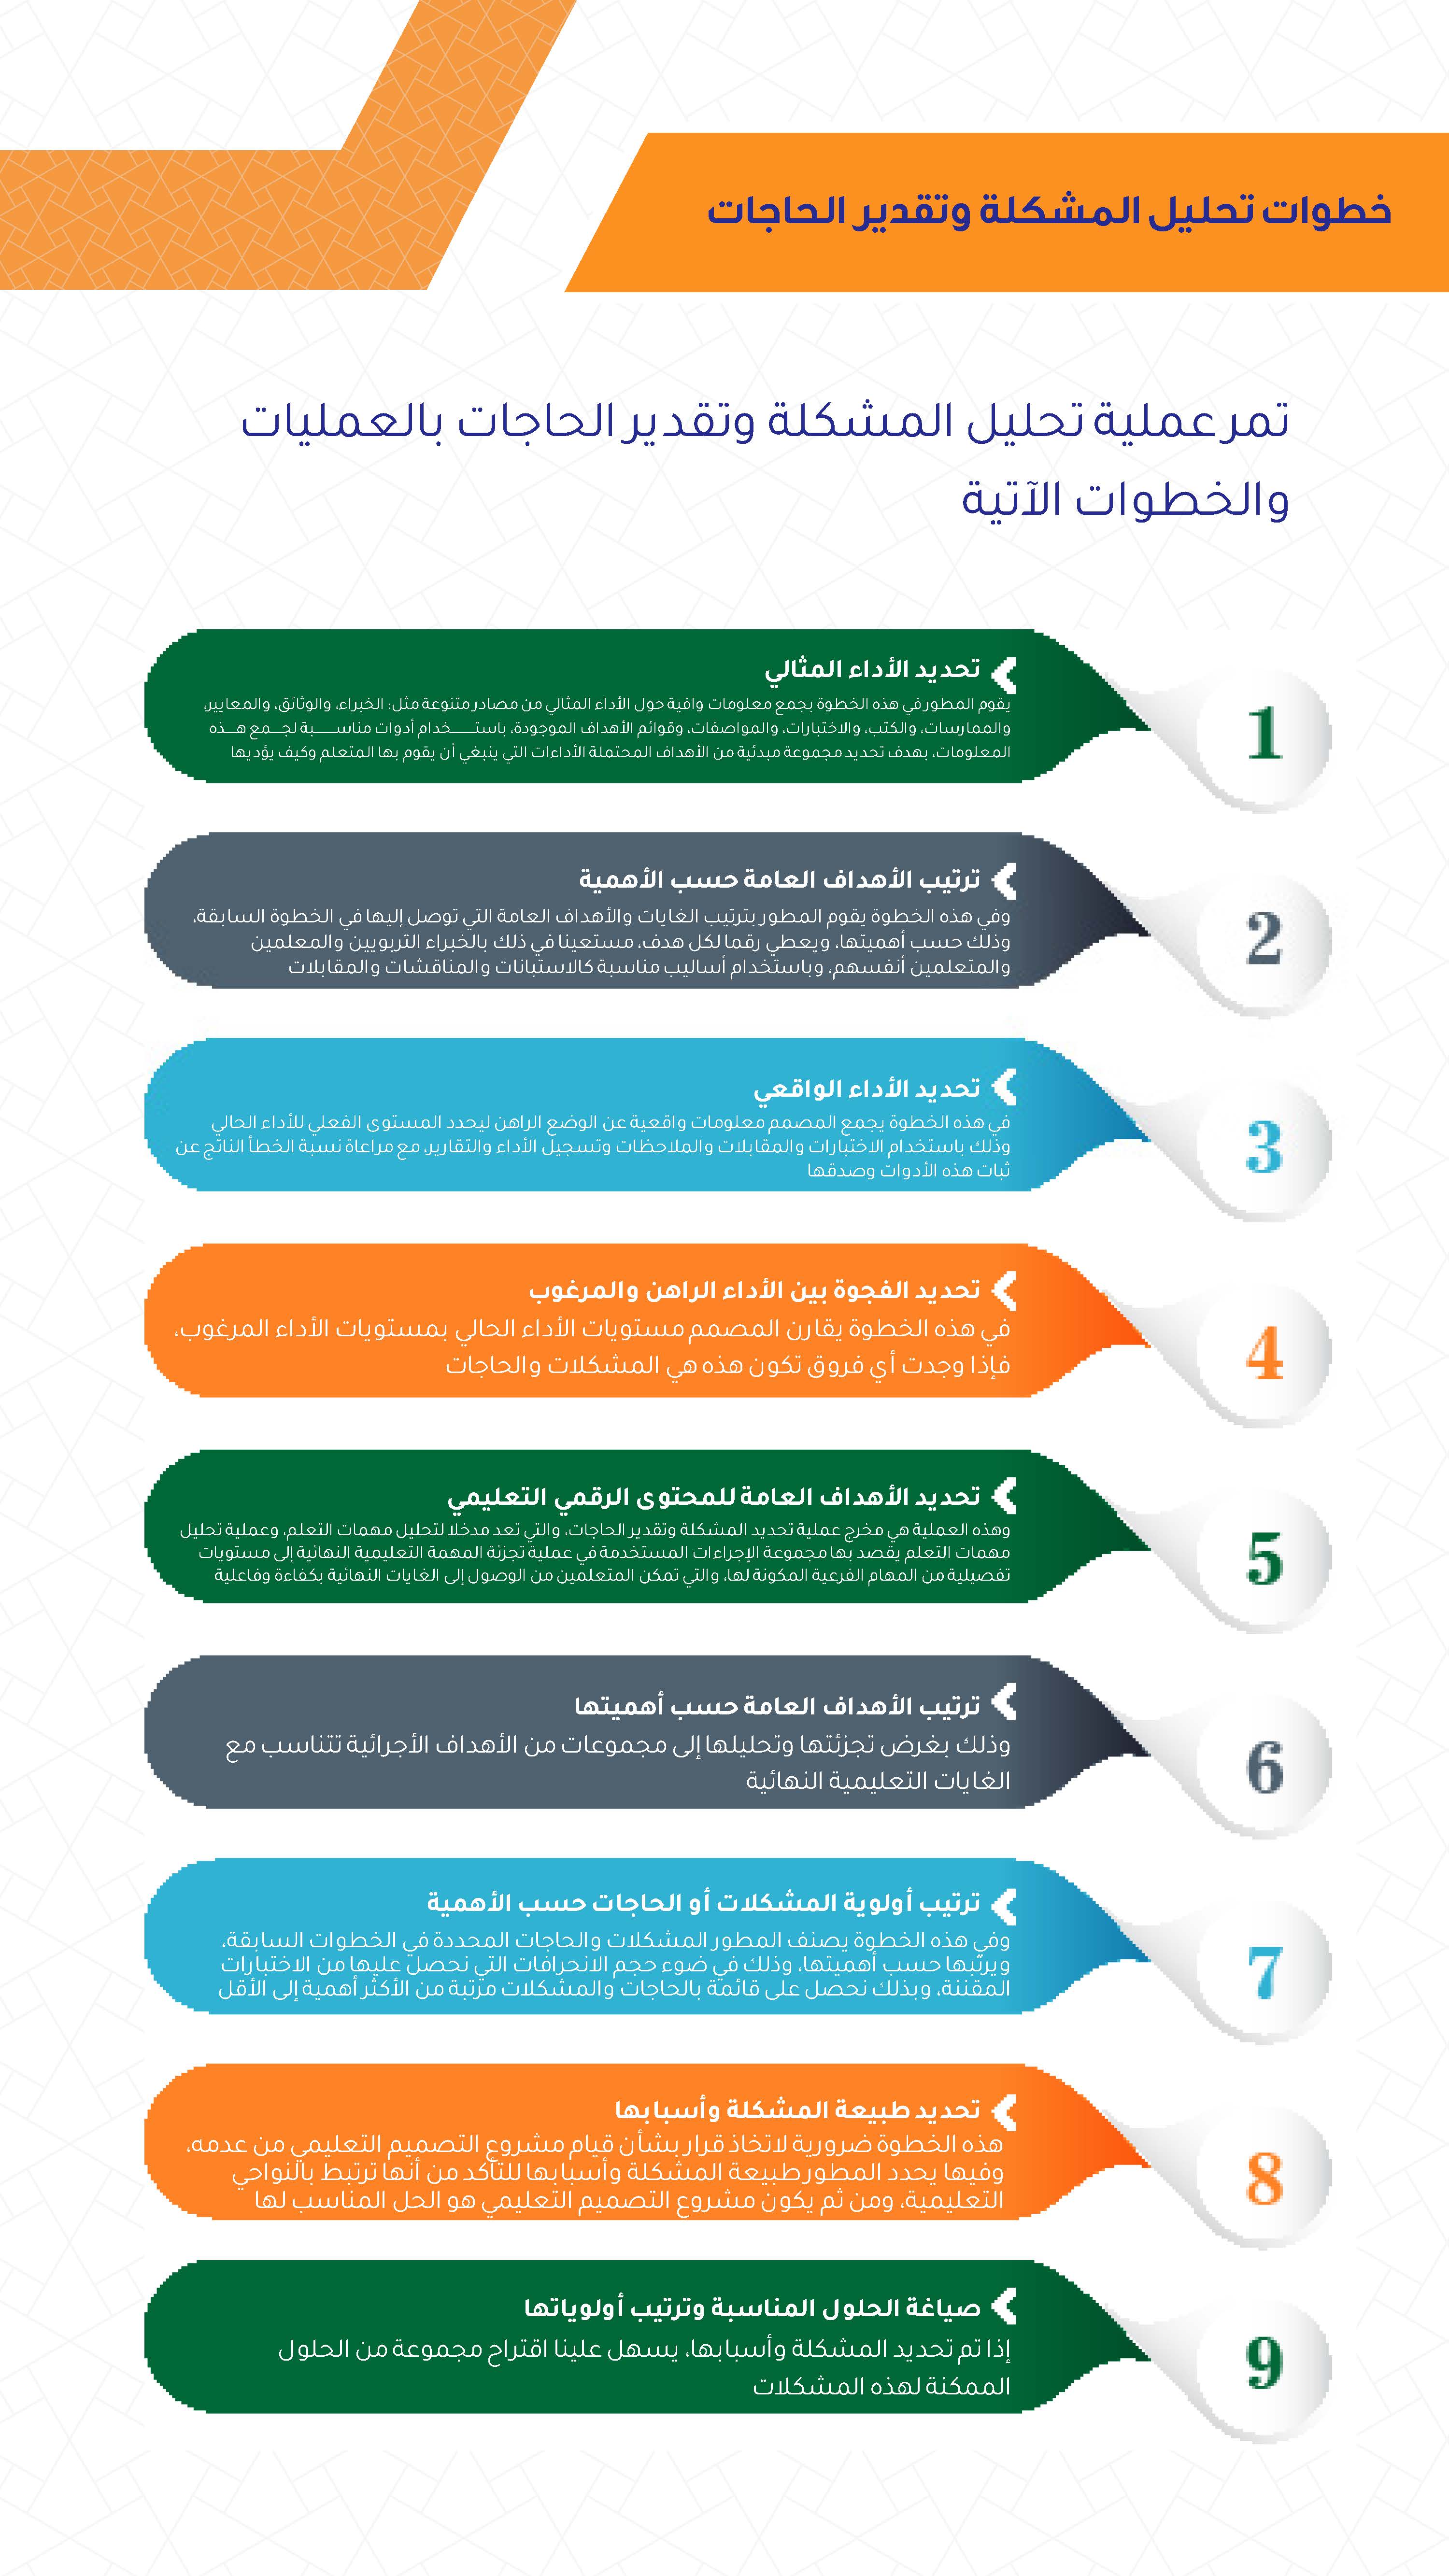 خطوات تحليل المشكلة وتقدير الحاجات
تمر عملية تحليل المشكلة وتقدير الحاجات بالعمليات
والخطوات الآتية
1
تحديد الأداء المثالي
يقوم المطور في هذه الخطوة بجمع معلومات وافية حول الأداء المثالي من مصادر متنوعة مثل: الخبراء، والوثائق، والمعايير،
والممارسات، والكتب، والاختبارات، والمواصفات، وقوائم الأهداف الموجودة، باستـــــخدام أدوات مناســـــبة لجـــمع هـــذه
المعلومات، بهدف تحديد مجموعة مبدئية من الأهداف المحتملة الأداءات التي ينبغي أن يقوم بها المتعلم وكيف يؤديها
2
ترتيب الأهداف العامة حسب الأهمية
وفي هذه الخطوة يقوم المطور بترتيب الغايات والأهداف العامة التي توصل إليها في الخطوة السابقة،
وذلك حسب أهميتها، ويعطي رقما لكل هدف، مستعينا في ذلك بالخبراء التربويين والمعلمين
والمتعلمين أنفسهم، وباستخدام أساليب مناسبة كالاستبانات والمناقشات والمقابلات
3
تحديد الأداء الواقعي
في هذه الخطوة يجمع المصمم معلومات واقعية عن الوضع الراهن ليحدد المستوى الفعلي للأداء الحالي
وذلك باستخدام الاختبارات والمقابلات والملاحظات وتسجيل الأداء والتقارير، مع مراعاة نسبة الخطأ الناتج عن
ثبات هذه الأدوات وصدقها
4
تحديد الفجوة بين الأداء الراهن والمرغوب
في هذه الخطوة يقارن المصمم مستويات الأداء الحالي بمستويات الأداء المرغوب،
فإذا وجدت أي فروق تكون هذه هي المشكلات والحاجات
5
تحديد الأهداف العامة للمحتوى الرقمي التعليمي
وهذه العملية هي مخرج عملية تحديد المشكلة وتقدير الحاجات، والتي تعد مدخلا لتحليل مهمات التعلم، وعملية تحليل
مهمات التعلم يقصد بها مجموعة الإجراءات المستخدمة في عملية تجزئة المهمة التعليمية النهائية إلى مستويات
تفصيلية من المهام الفرعية المكونة لها، والتي تمكن المتعلمين من الوصول إلى الغايات النهائية بكفاءة وفاعلية
6
ترتيب الأهداف العامة حسب أهميتها
وذلك بغرض تجزئتها وتحليلها إلى مجموعات من الأهداف الأجرائية تتناسب مع
الغايات التعليمية النهائية
7
ترتيب أولوية المشكلات أو الحاجات حسب الأهمية
وفي هذه الخطوة يصنف المطور المشكلات والحاجات المحددة في الخطوات السابقة،
ويرتبها حسب أهميتها، وذلك في ضوء حجم الانحرافات التي نحصل عليها من الاختبارات
المقننة، وبذلك نحصل على قائمة بالحاجات والمشكلات مرتبة من الأكثر أهمية إلى الأقل
8
تحديد طبيعة المشكلة وأسبابها
هذه الخطوة ضرورية لاتخاذ قرار بشأن قيام مشروع التصميم التعليمي من عدمه،
وفيها يحدد المطور طبيعة المشكلة وأسبابها للتأكد من أنها ترتبط بالنواحي
التعليمية، ومن ثم يكون مشروع التصميم التعليمي هو الحل المناسب لها
9
صياغة الحلول المناسبة وترتيب أولوياتها
إذا تم تحديد المشكلة وأسبابها، يسهل علينا اقتراح مجموعة من الحلول
الممكنة لهذه المشكلات